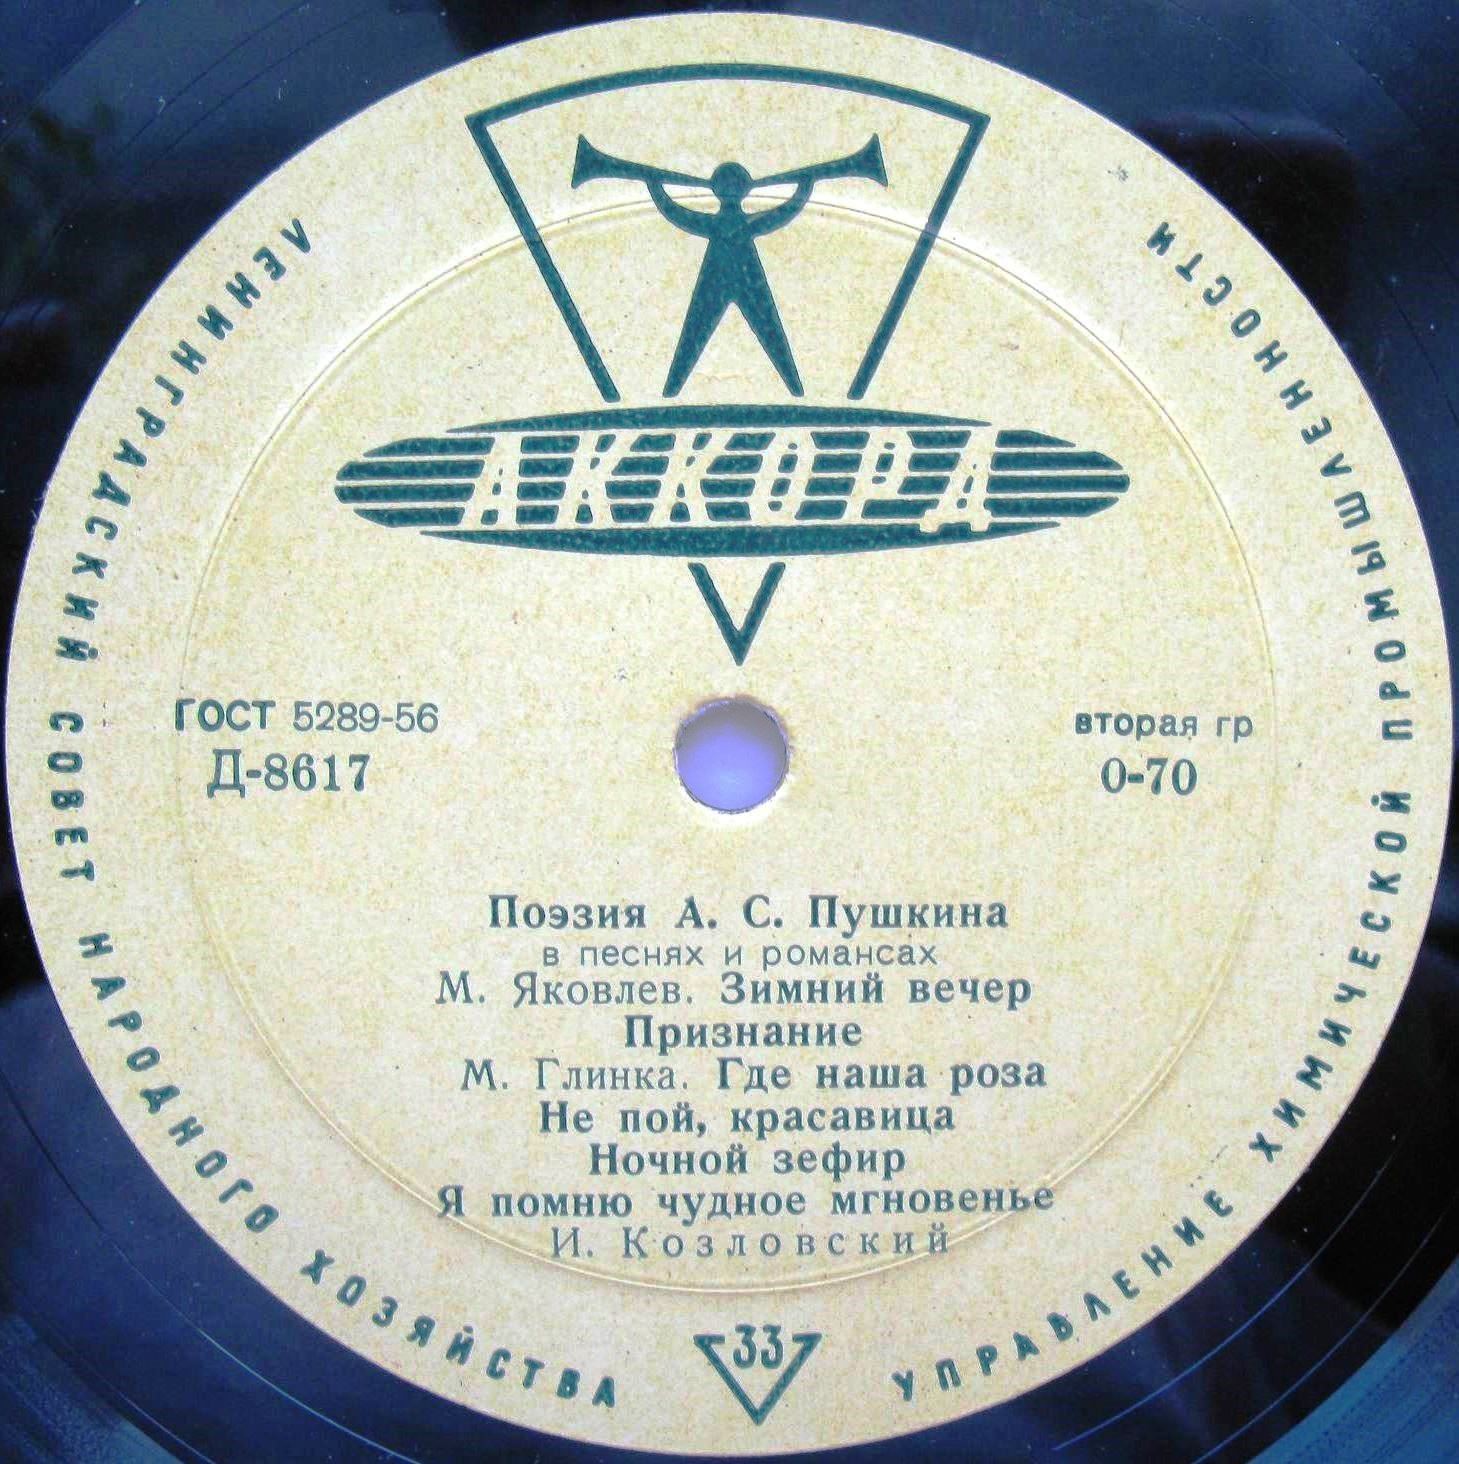 АККОРД
ЛЕНИНГРАДСКИЙ СОВЕТ НАРОДНОГО ХОЗЯЙСТВА
УПРАВЛЕНИЕ ХИМИЧЕСКОЙ ПРОМЫШЛЕННОСТИ
ГОСТ 5289-56
Д-8617
вторая гр
0-70
Поэзия А. С. Пушкина
в песнях и романсах
М. Яковлев. Зимний вечер
Признание
М. Глинка. Где наша роза
Не пой, красавица
Ночной зефир
Я помню чудное мгновенье
И. Козловский
33